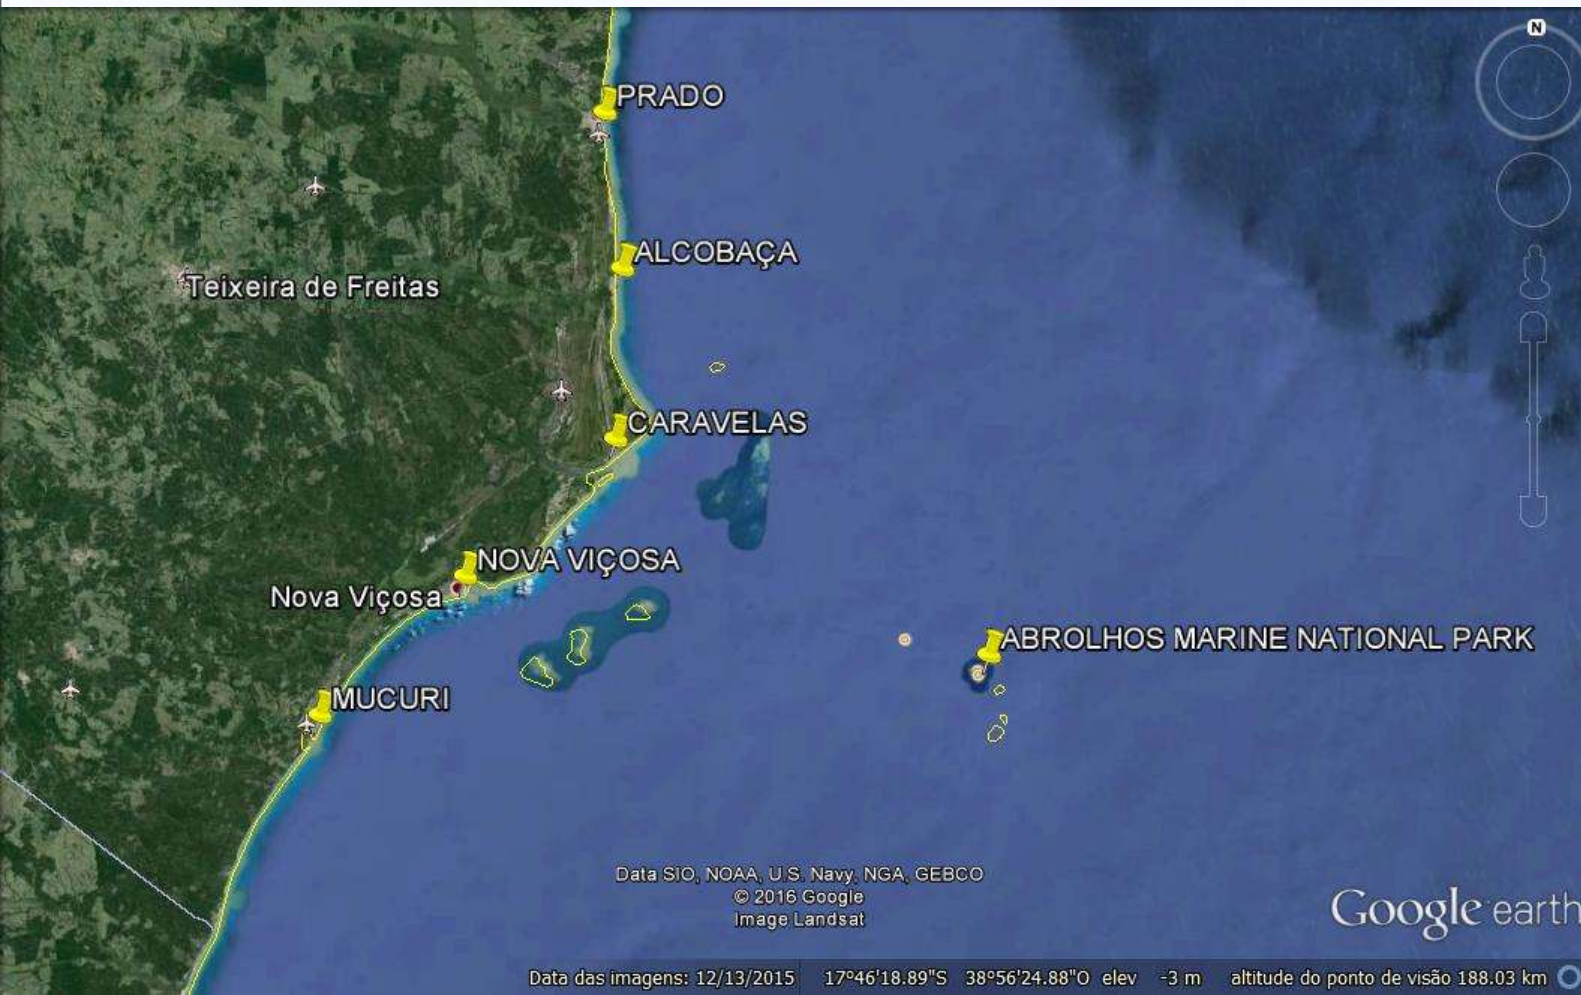 N
PRADO
ALCOBAÇA
Teixeira de Freitas
CARAVELAS
NOVA VIÇOSA
Nova Viçosa
ABROLHOS MARINE NATIONAL PARK
MUCURI
Data SIO, NOAA, U.S. Navy, NGA, GEBCO
© 2016 Google
Image Landsat
Google earth
Data das imagens: 12/13/2015 17°46'18.89"S 38°56'24.88"O elev -3 m altitude do ponto de visão 188.03 km